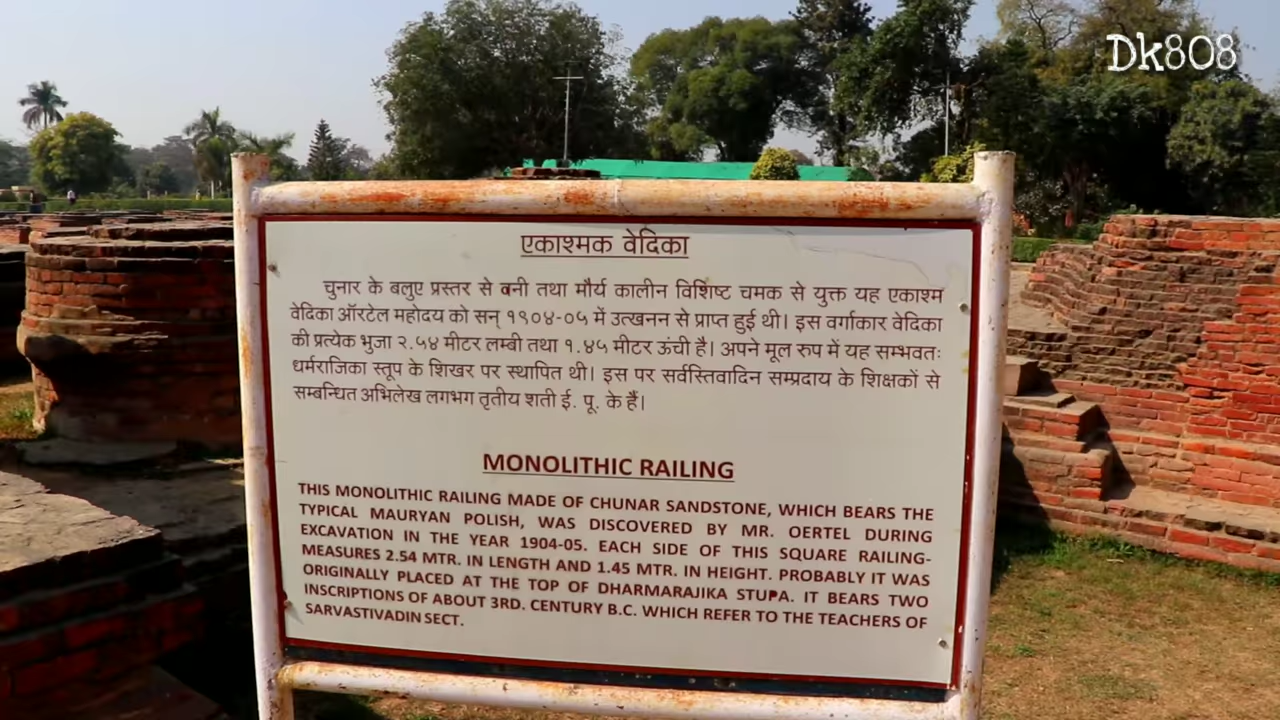 Dk808
एकाश्मक वेदिका
चुनार के बलुए प्रस्तर से बनी तथा मौर्य कालीन विशिष्ट चमक से युक्त यह एकाश्म
वेदिका ऑरटेल महोदय को सन् १९०४-०५ में उत्खनन से प्राप्त हुई थी। इस वर्गाकार वेदिका
की प्रत्येक भुजा २.५४ मीटर लम्बी तथा १.४५ मीटर ऊंची है। अपने मूल रुप में यह सम्भवतः
धर्मराजिका स्तूप के शिखर पर स्थापित थी। इस पर सर्वस्तिवादिन सम्प्रदाय के शिक्षकों से
सम्बन्धित अभिलेख लगभग तृतीय शती ई. पू. के हैं।
MONOLITHIC RAILING
THIS MONOLITHIC RAILING MADE OF CHUNAR SANDSTONE, WHICH BEARS THE
TYPICAL MAURYAN POLISH, WAS DISCOVERED BY MR. OERTEL DURING
EXCAVATION IN THE YEAR 1904-05. EACH SIDE OF THIS SQUARE RAILING-
MEASURES 2.54 MTR. IN LENGTH AND 1.45 MTR. IN HEIGHT. PROBABLY IT WAS
ORIGINALLY PLACED AT THE TOP OF DHARMARAJIKA STUPA. IT BEARS TWO
INSCRIPTIONS OF ABOUT 3RD. CENTURY B.C. WHICH REFER TO THE TEACHERS OF
SARVASTIVADIN SECT.